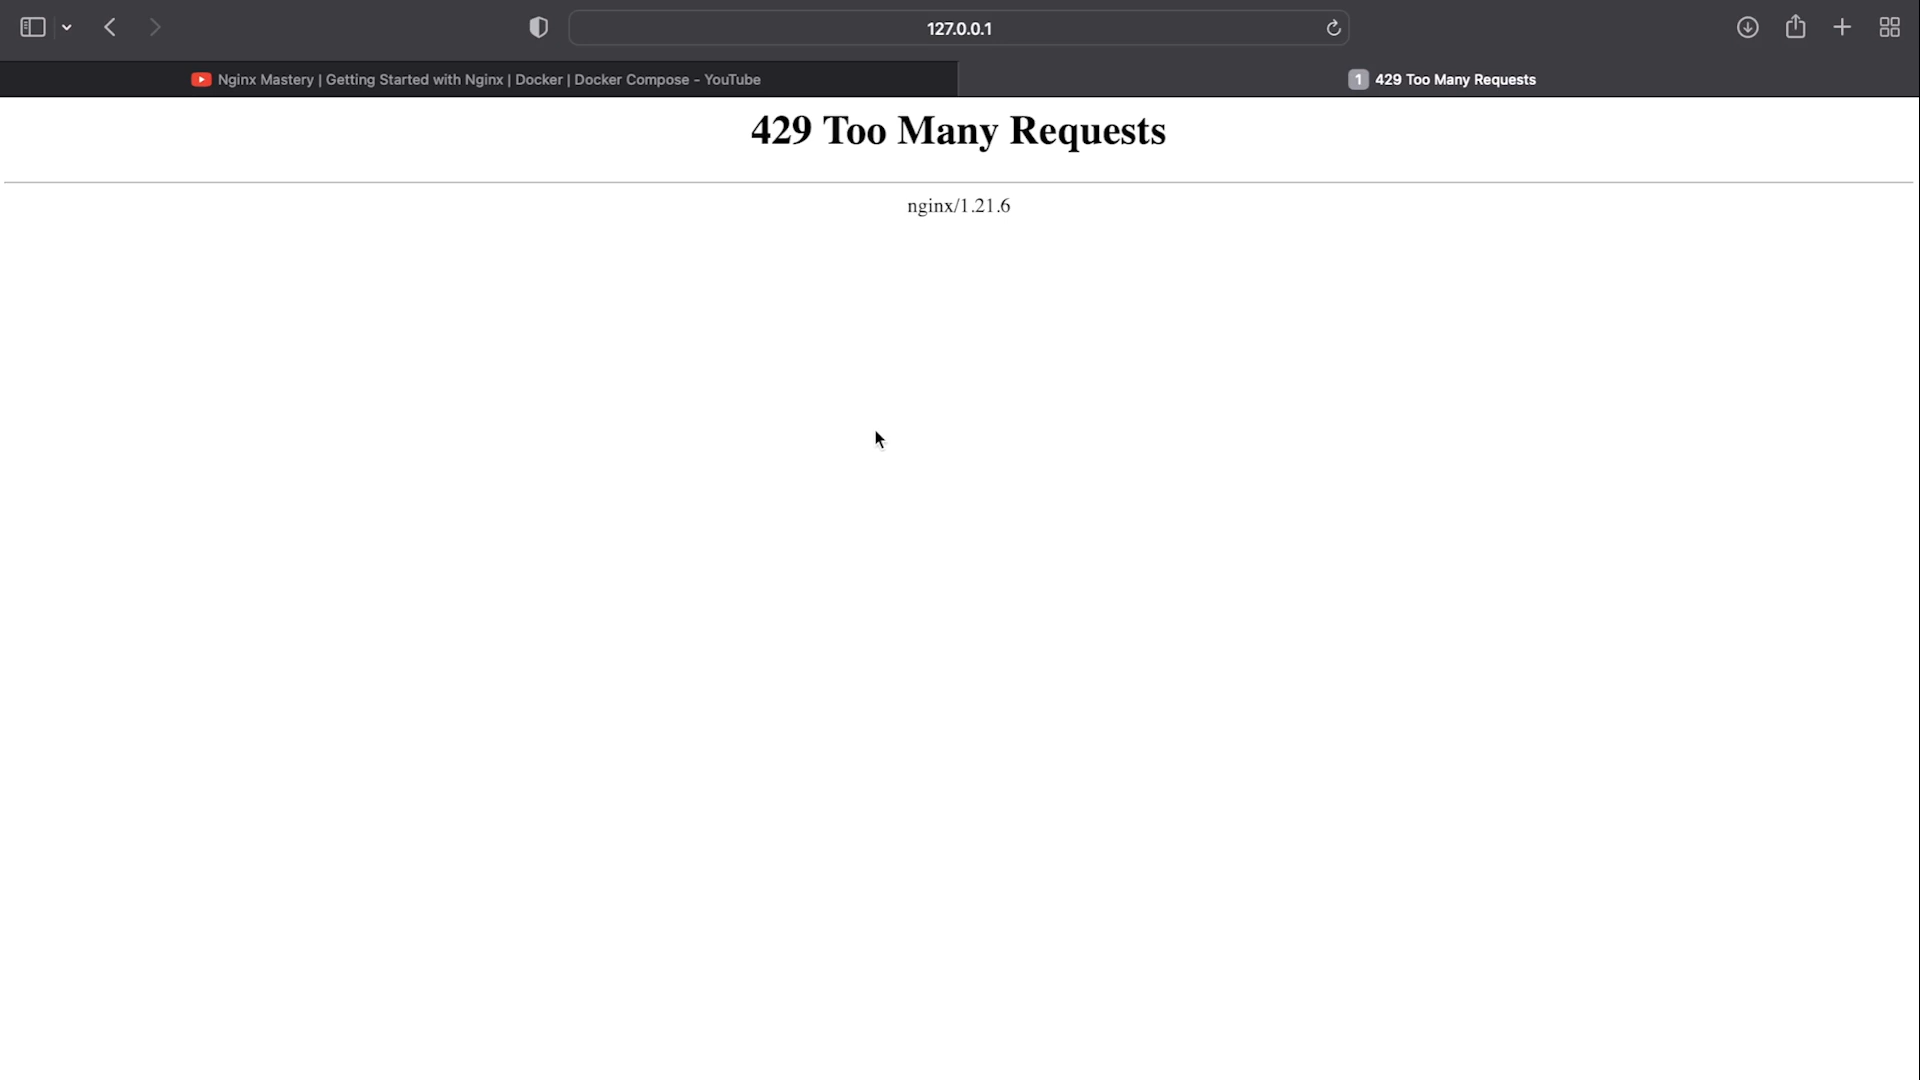 127.0.0.1
Nginx Mastery | Getting Started with Nginx | Docker | Docker Compose - YouTube
1 429 Too Many Requests
429 Too Many Requests
nginx/1.21.6